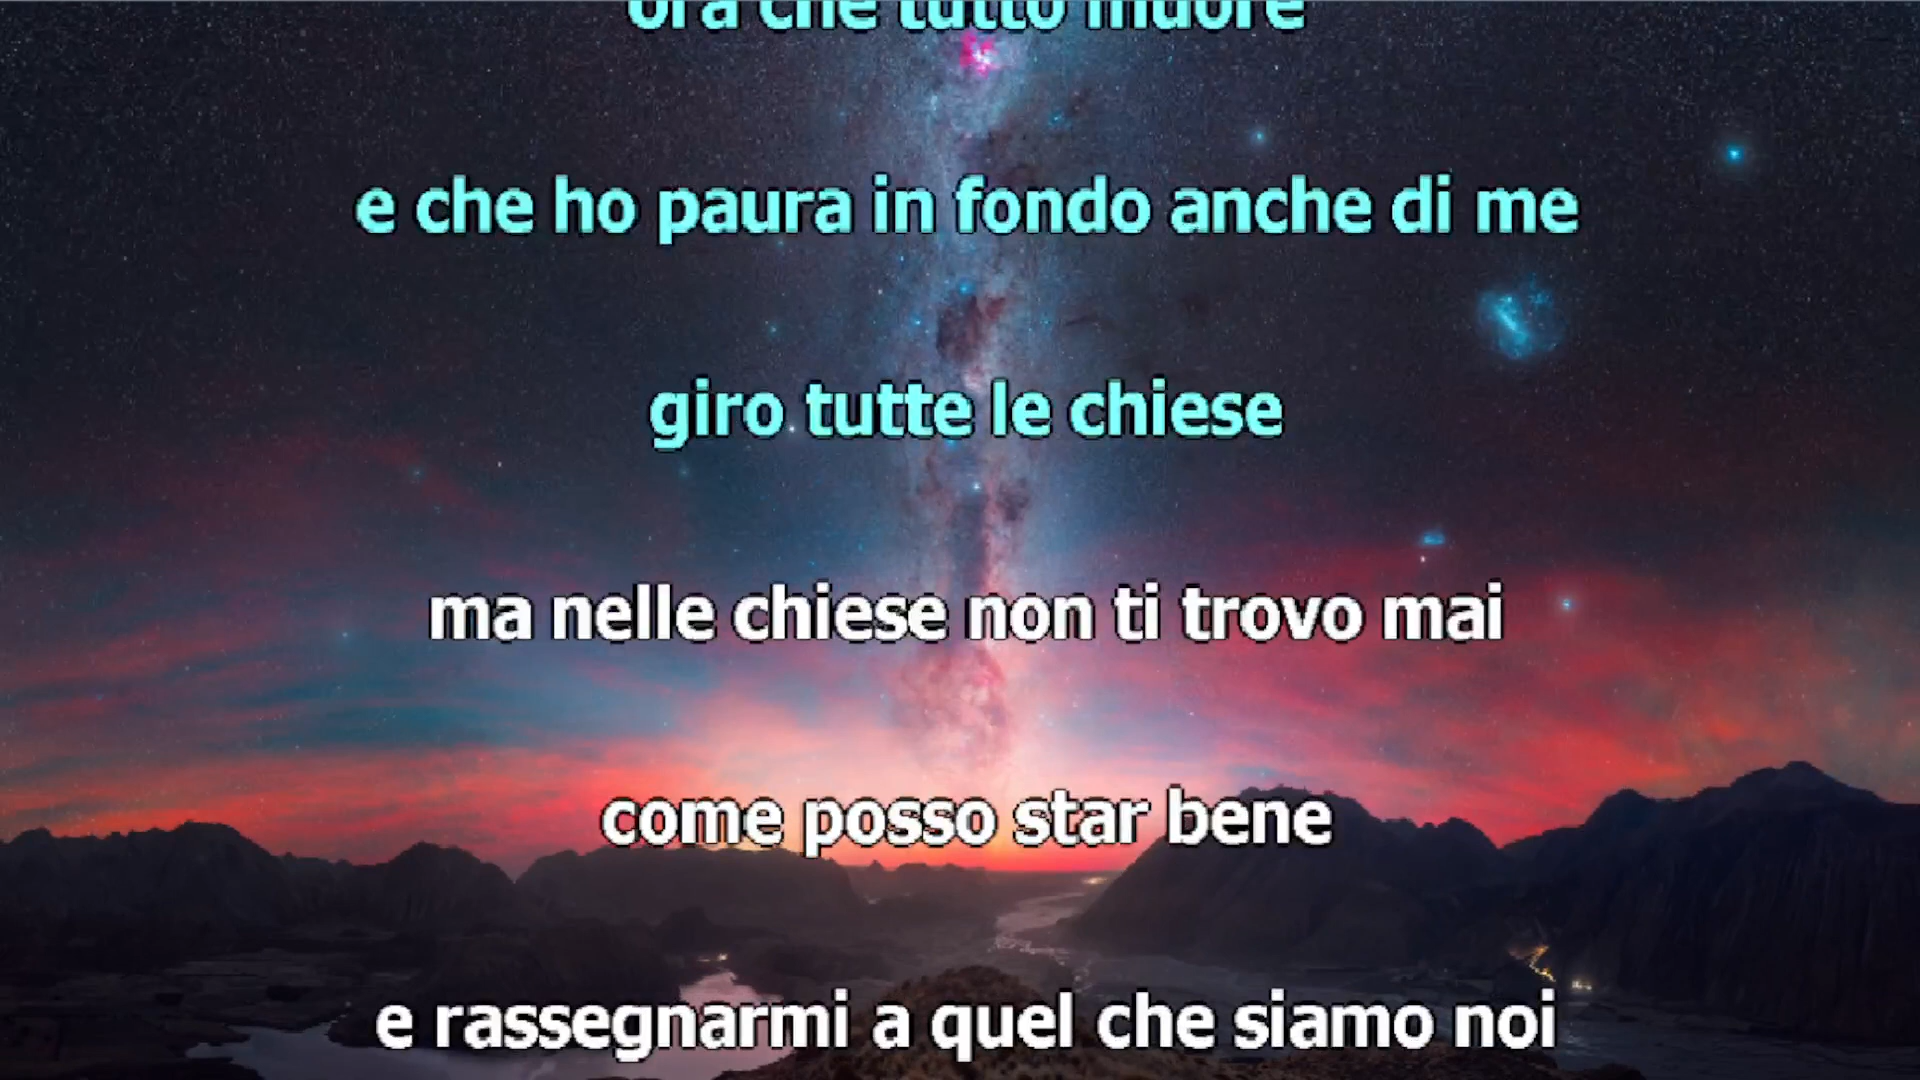 ora che tutto muore
e che ho paura in fondo anche di me
giro tutte le chiese
ma nelle chiese non ti trovo mai
come posso star bene
e rassegnarmi a quel che siamo noi